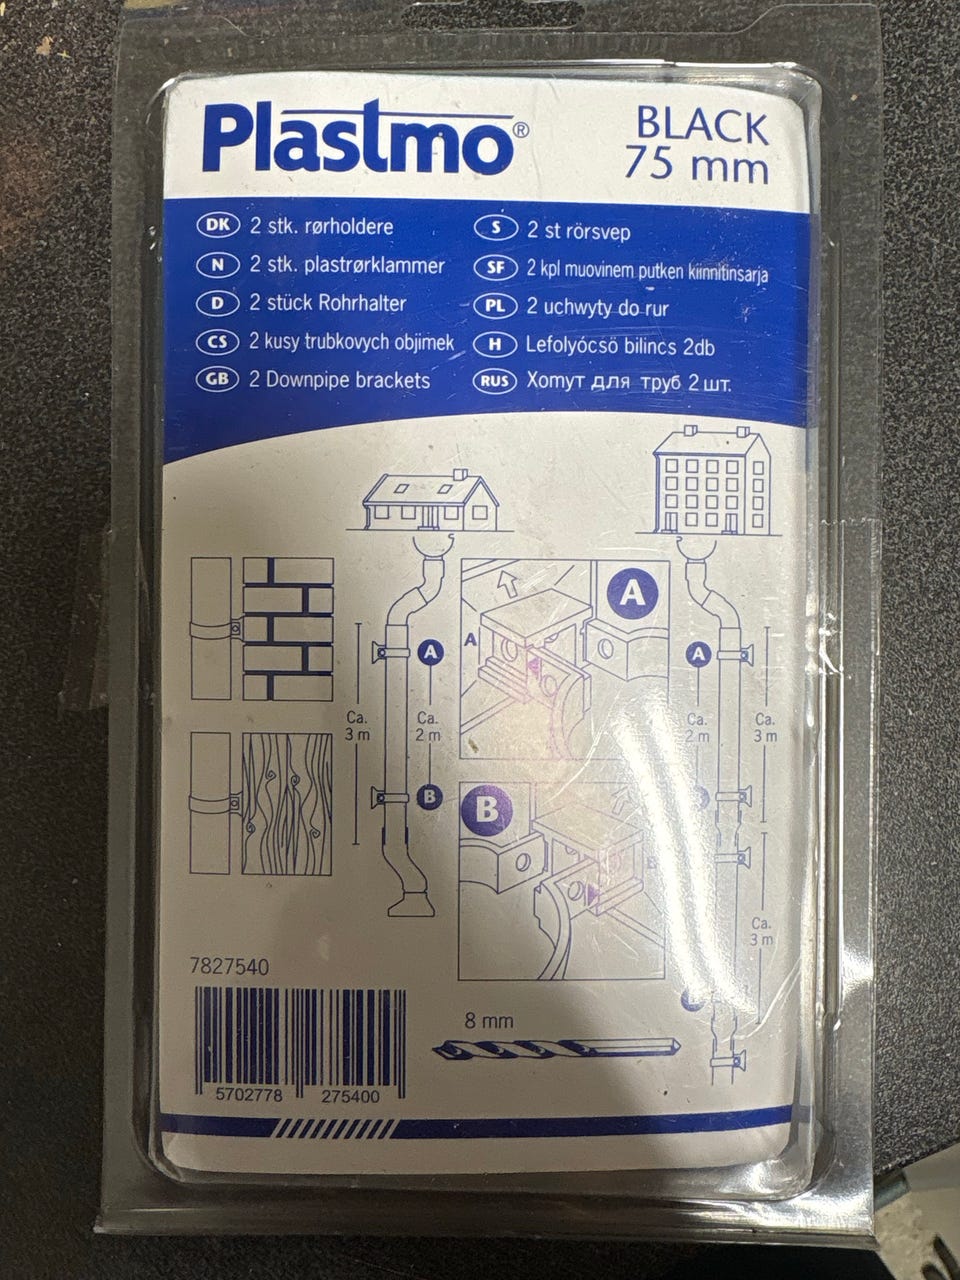 Plastmo®
BLACK
75 mm
DK 2 stk. rørholdere
N 2 stk. plastrørklammer
D 2 stück Rohrhalter
CS 2 kusy trubkovych objimek
GB 2 Downpipe brackets
S 2 st rörsvep
SF 2 kpl muovinem putken kiinnitinsarja
PL 2 uchwyty do rur
H Lefolyócsö bilincs 2db
RUS Хомут для труб 2 шт.
A
A
A
A
Ca.
3 m
Ca.
2 m
Ca.
2 m
Ca.
3 m
B
B
B
Ca.
3 m
7827540
5702778 275400
8 mm